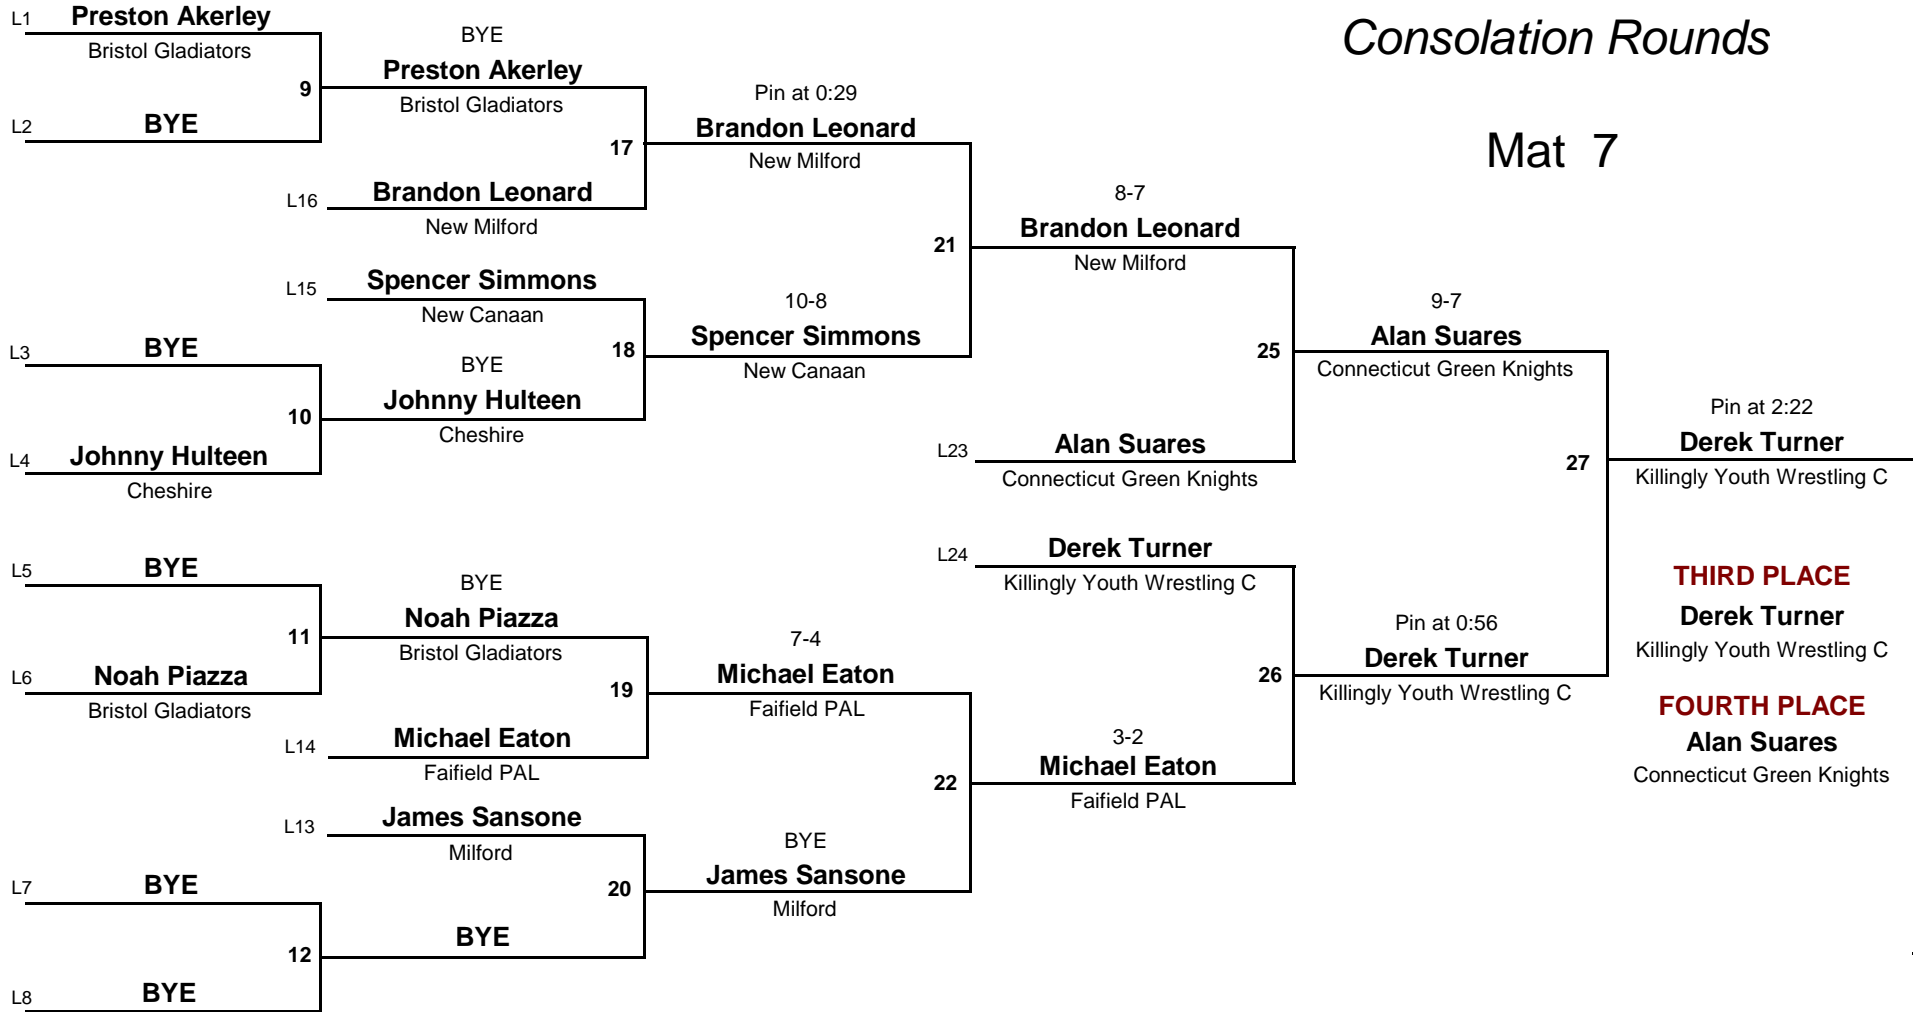 Consolation Rounds
Mat 7
L1 Preston Akerley
Bristol Gladiators
9
L2 BYE
BYE
Preston Akerley
Bristol Gladiators
17
L16 Brandon Leonard
New Milford
Pin at 0:29
Brandon Leonard
New Milford
21
L15 Spencer Simmons
New Canaan
18
L3 BYE
10
L4 Johnny Hulteen
Cheshire
BYE
Johnny Hulteen
Cheshire
10-8
Spencer Simmons
New Canaan
8-7
Brandon Leonard
New Milford
25
L23 Alan Suares
Connecticut Green Knights
9-7
Alan Suares
Connecticut Green Knights
27
L5 BYE
11
L6 Noah Piazza
Bristol Gladiators
BYE
Noah Piazza
Bristol Gladiators
19
L14 Michael Eaton
Faifield PAL
7-4
Michael Eaton
Faifield PAL
22
L13 James Sansone
Milford
20
L7 BYE
12
L8 BYE
BYE
BYE
James Sansone
Milford
L24 Derek Turner
Killingly Youth Wrestling C
26
3-2
Michael Eaton
Faifield PAL
Pin at 0:56
Derek Turner
Killingly Youth Wrestling C
Pin at 2:22
Derek Turner
Killingly Youth Wrestling C
THIRD PLACE
Derek Turner
Killingly Youth Wrestling C
FOURTH PLACE
Alan Suares
Connecticut Green Knights